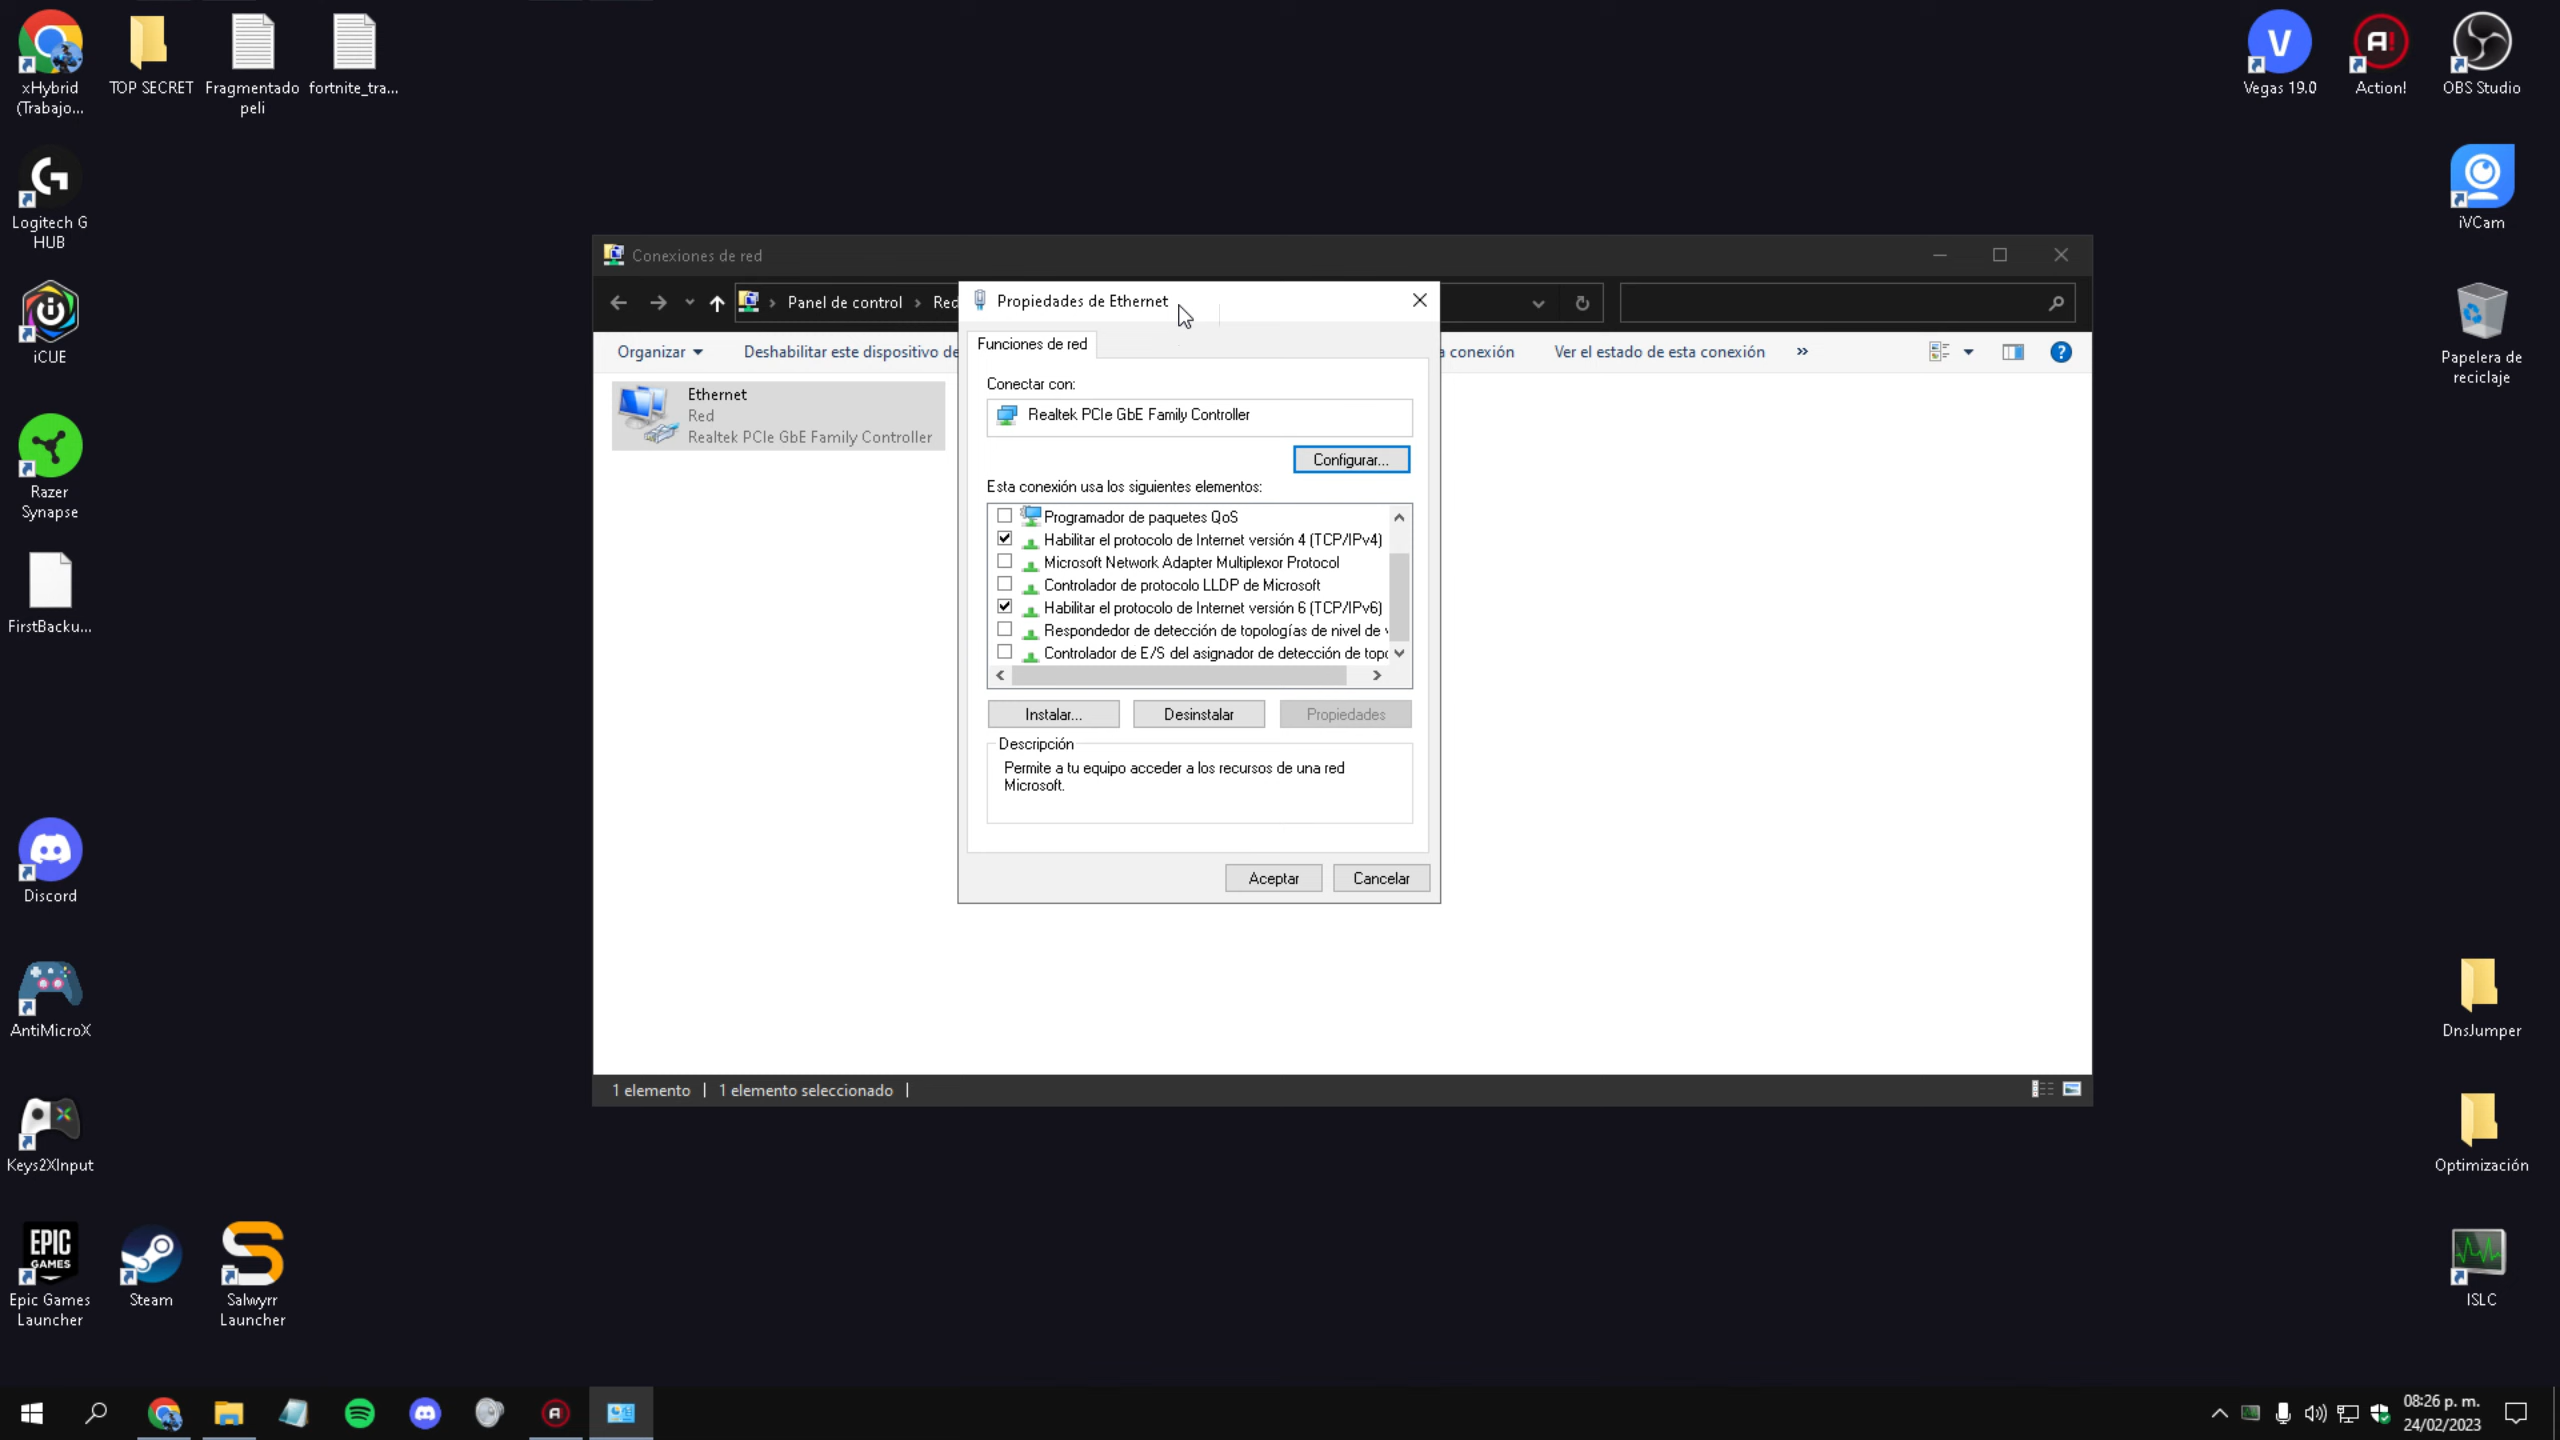 xHybrid
(Trabajo...
TOP SECRET
Fragmentado
peli
fortnite_tra...
Vegas 19.0
Action!
OBS Studio
Logitech G
HUB
iVCam
iCUE
Papelera de
reciclaje
Razer
Synapse
FirstBacku...
Discord
AntiMicroX
DnsJumper
Keys2XInput
Optimización
EPIC
GAMES
Epic Games
Launcher
Steam
Salwyrr
Launcher
ISLC
Conexiones de red
Panel de control
Red
Organizar
Deshabilitar este dispositivo de
a conexión
Ver el estado de esta conexión
»
Ethernet
Red
Realtek PCIe GbE Family Controller
1 elemento
1 elemento seleccionado
Propiedades de Ethernet
Funciones de red
Conectar con:
Realtek PCIe GbE Family Controller
Configurar...
Esta conexión usa los siguientes elementos:
Programador de paquetes QoS
Habilitar el protocolo de Internet versión 4 (TCP/IPv4)
Microsoft Network Adapter Multiplexor Protocol
Controlador de protocolo LLDP de Microsoft
Habilitar el protocolo de Internet versión 6 (TCP/IPv6)
Respondedor de detección de topologías de nivel de v
Controlador de E/S del asignador de detección de topo
Instalar...
Desinstalar
Propiedades
Descripción
Permite a tu equipo acceder a los recursos de una red
Microsoft.
Aceptar
Cancelar
08:26 p. m.
24/02/2023